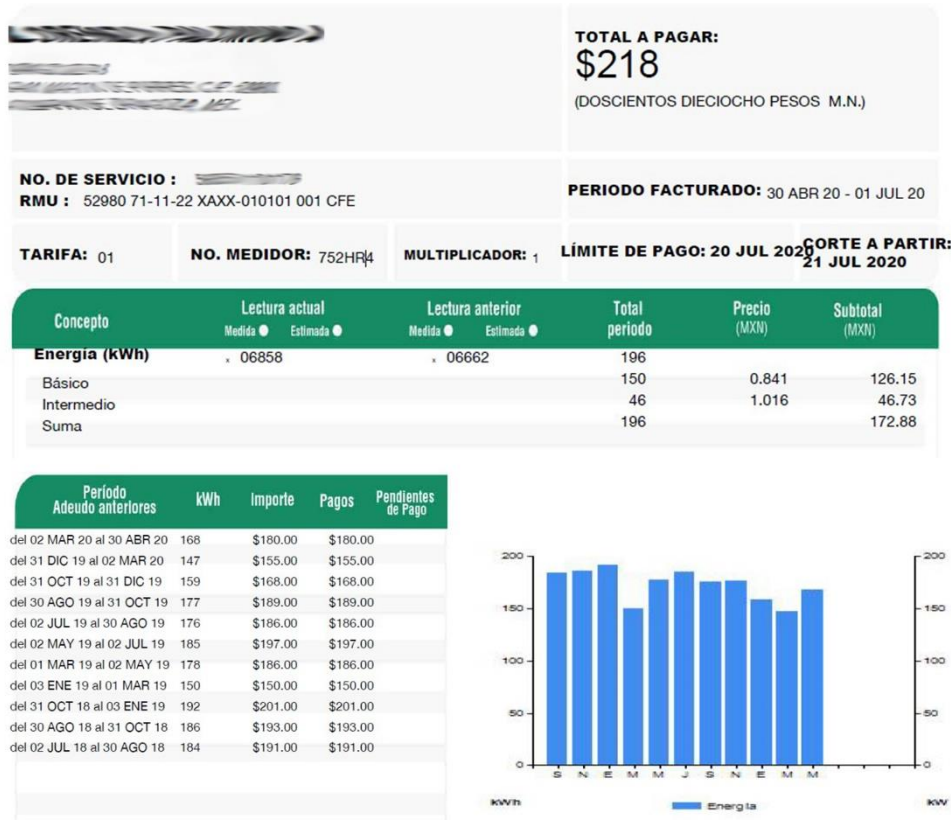 TOTAL A PAGAR:
$218
(DOSCIENTOS DIECIOCHO PESOS M.N.)
NO. DE SERVICIO :
RMU : 52980 71-11-22 XAXX-010101 001 CFE
PERIODO FACTURADO: 30 ABR 20 - 01 JUL 20
TARIFA: 01
NO. MEDIDOR: 752HR4
MULTIPLICADOR: 1
LÍMITE DE PAGO: 20 JUL 2020
CORTE A PARTIR:
21 JUL 2020
Concepto Lectura actual Lectura anterior Total periodo Precio (MXN) Subtotal (MXN)
Medida Estimada Medida Estimada
Energía (kWh) x 06858 x 06662 196
Básico 150 0.841 126.15
Intermedio 46 1.016 46.73
Suma 196 172.88
Período Adeudo anteriores kWh Importe Pagos Pendientes de Pago
del 02 MAR 20 al 30 ABR 20 168 $180.00 $180.00
del 31 DIC 19 al 02 MAR 20 147 $155.00 $155.00
del 31 OCT 19 al 31 DIC 19 159 $168.00 $168.00
del 30 AGO 19 al 31 OCT 19 177 $189.00 $189.00
del 02 JUL 19 al 30 AGO 19 176 $186.00 $186.00
del 02 MAY 19 al 02 JUL 19 185 $197.00 $197.00
del 01 MAR 19 al 02 MAY 19 178 $186.00 $186.00
del 03 ENE 19 al 01 MAR 19 150 $150.00 $150.00
del 31 OCT 18 al 03 ENE 19 192 $201.00 $201.00
del 30 AGO 18 al 31 OCT 18 186 $193.00 $193.00
del 02 JUL 18 al 30 AGO 18 184 $191.00 $191.00
200 200
150 150
100 100
50 50
0 0
S N E M M J S N E M M
kWh Energía kW